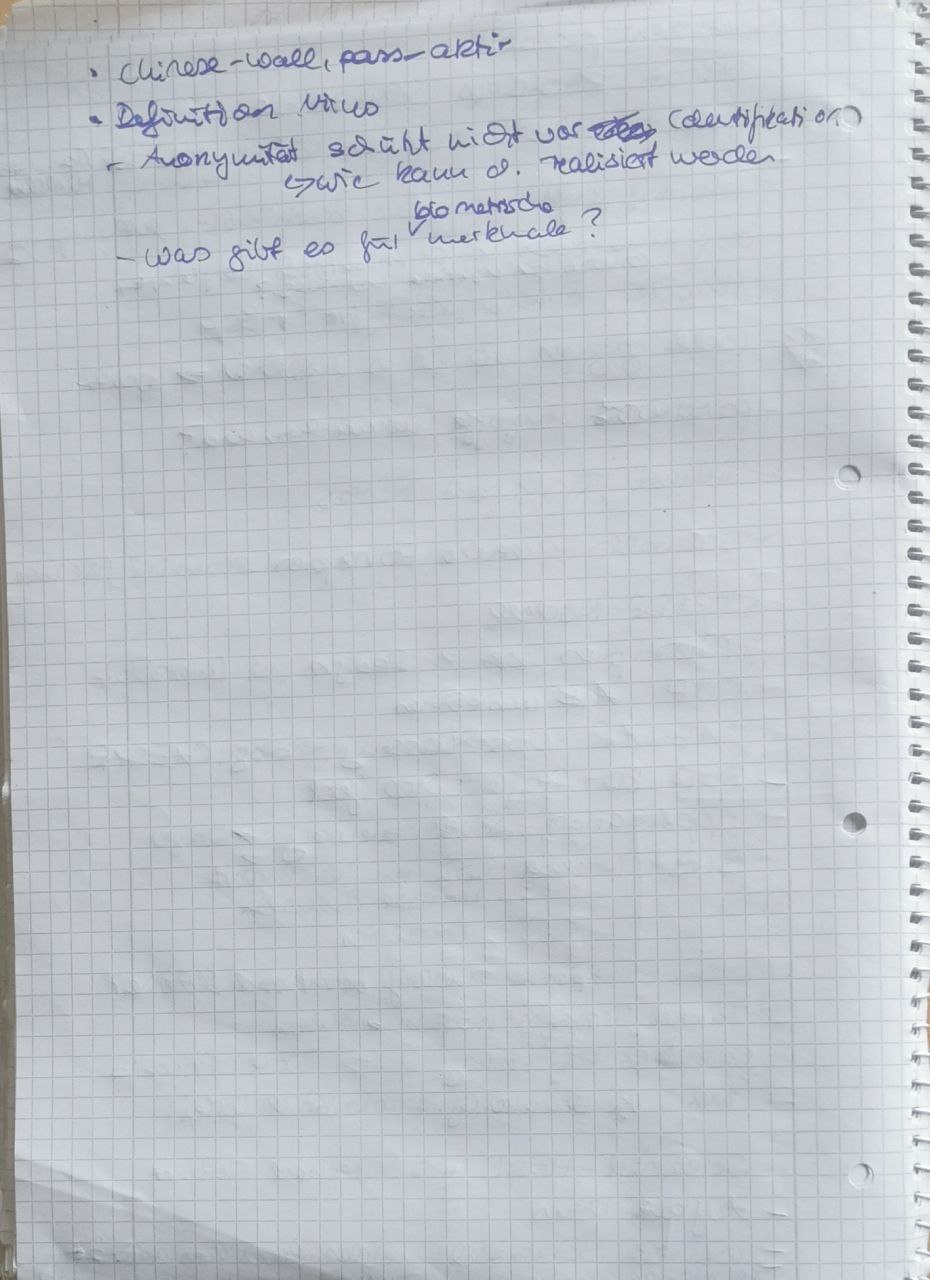 • Chinese-Wall, pass-aktiv
• Definition Virus
- Anonymität schützt nicht vor Identifikation
↳ wie kann d. realisiert werden
biometrische
- was gibt es für merkmale ?